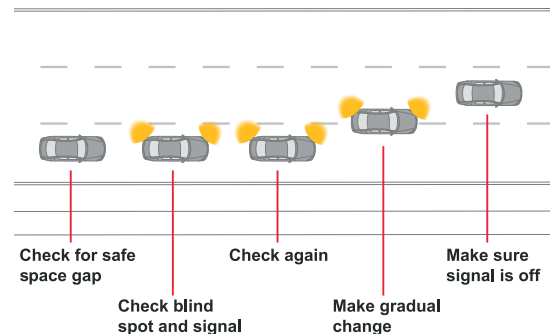 Check for safe
space gap
Check blind
spot and signal
Check again
Make gradual
change
Make sure
signal is off